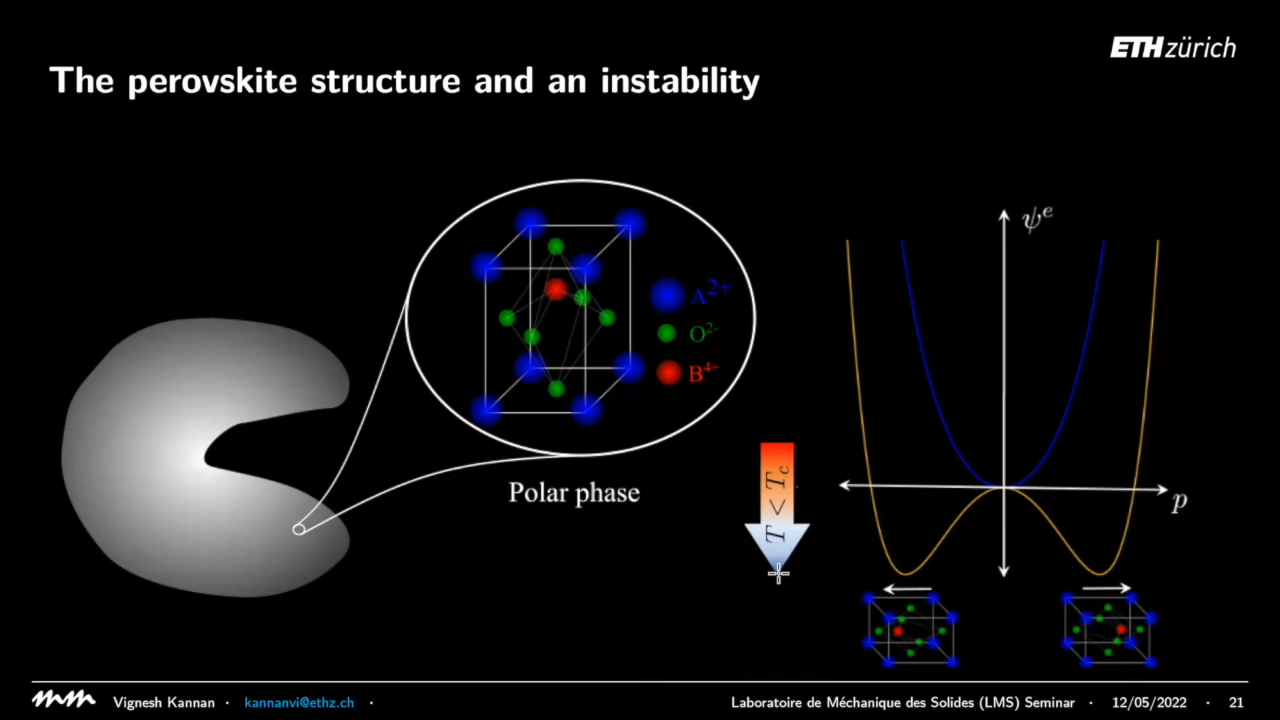 ETH zürich
The perovskite structure and an instability
ψᵉ
A²⁺
O²⁻
B⁴⁺
T < T_c
p
Polar phase
Vignesh Kannan · kannanvi@ethz.ch ·
Laboratoire de Méchanique des Solides (LMS) Seminar · 12/05/2022 · 21